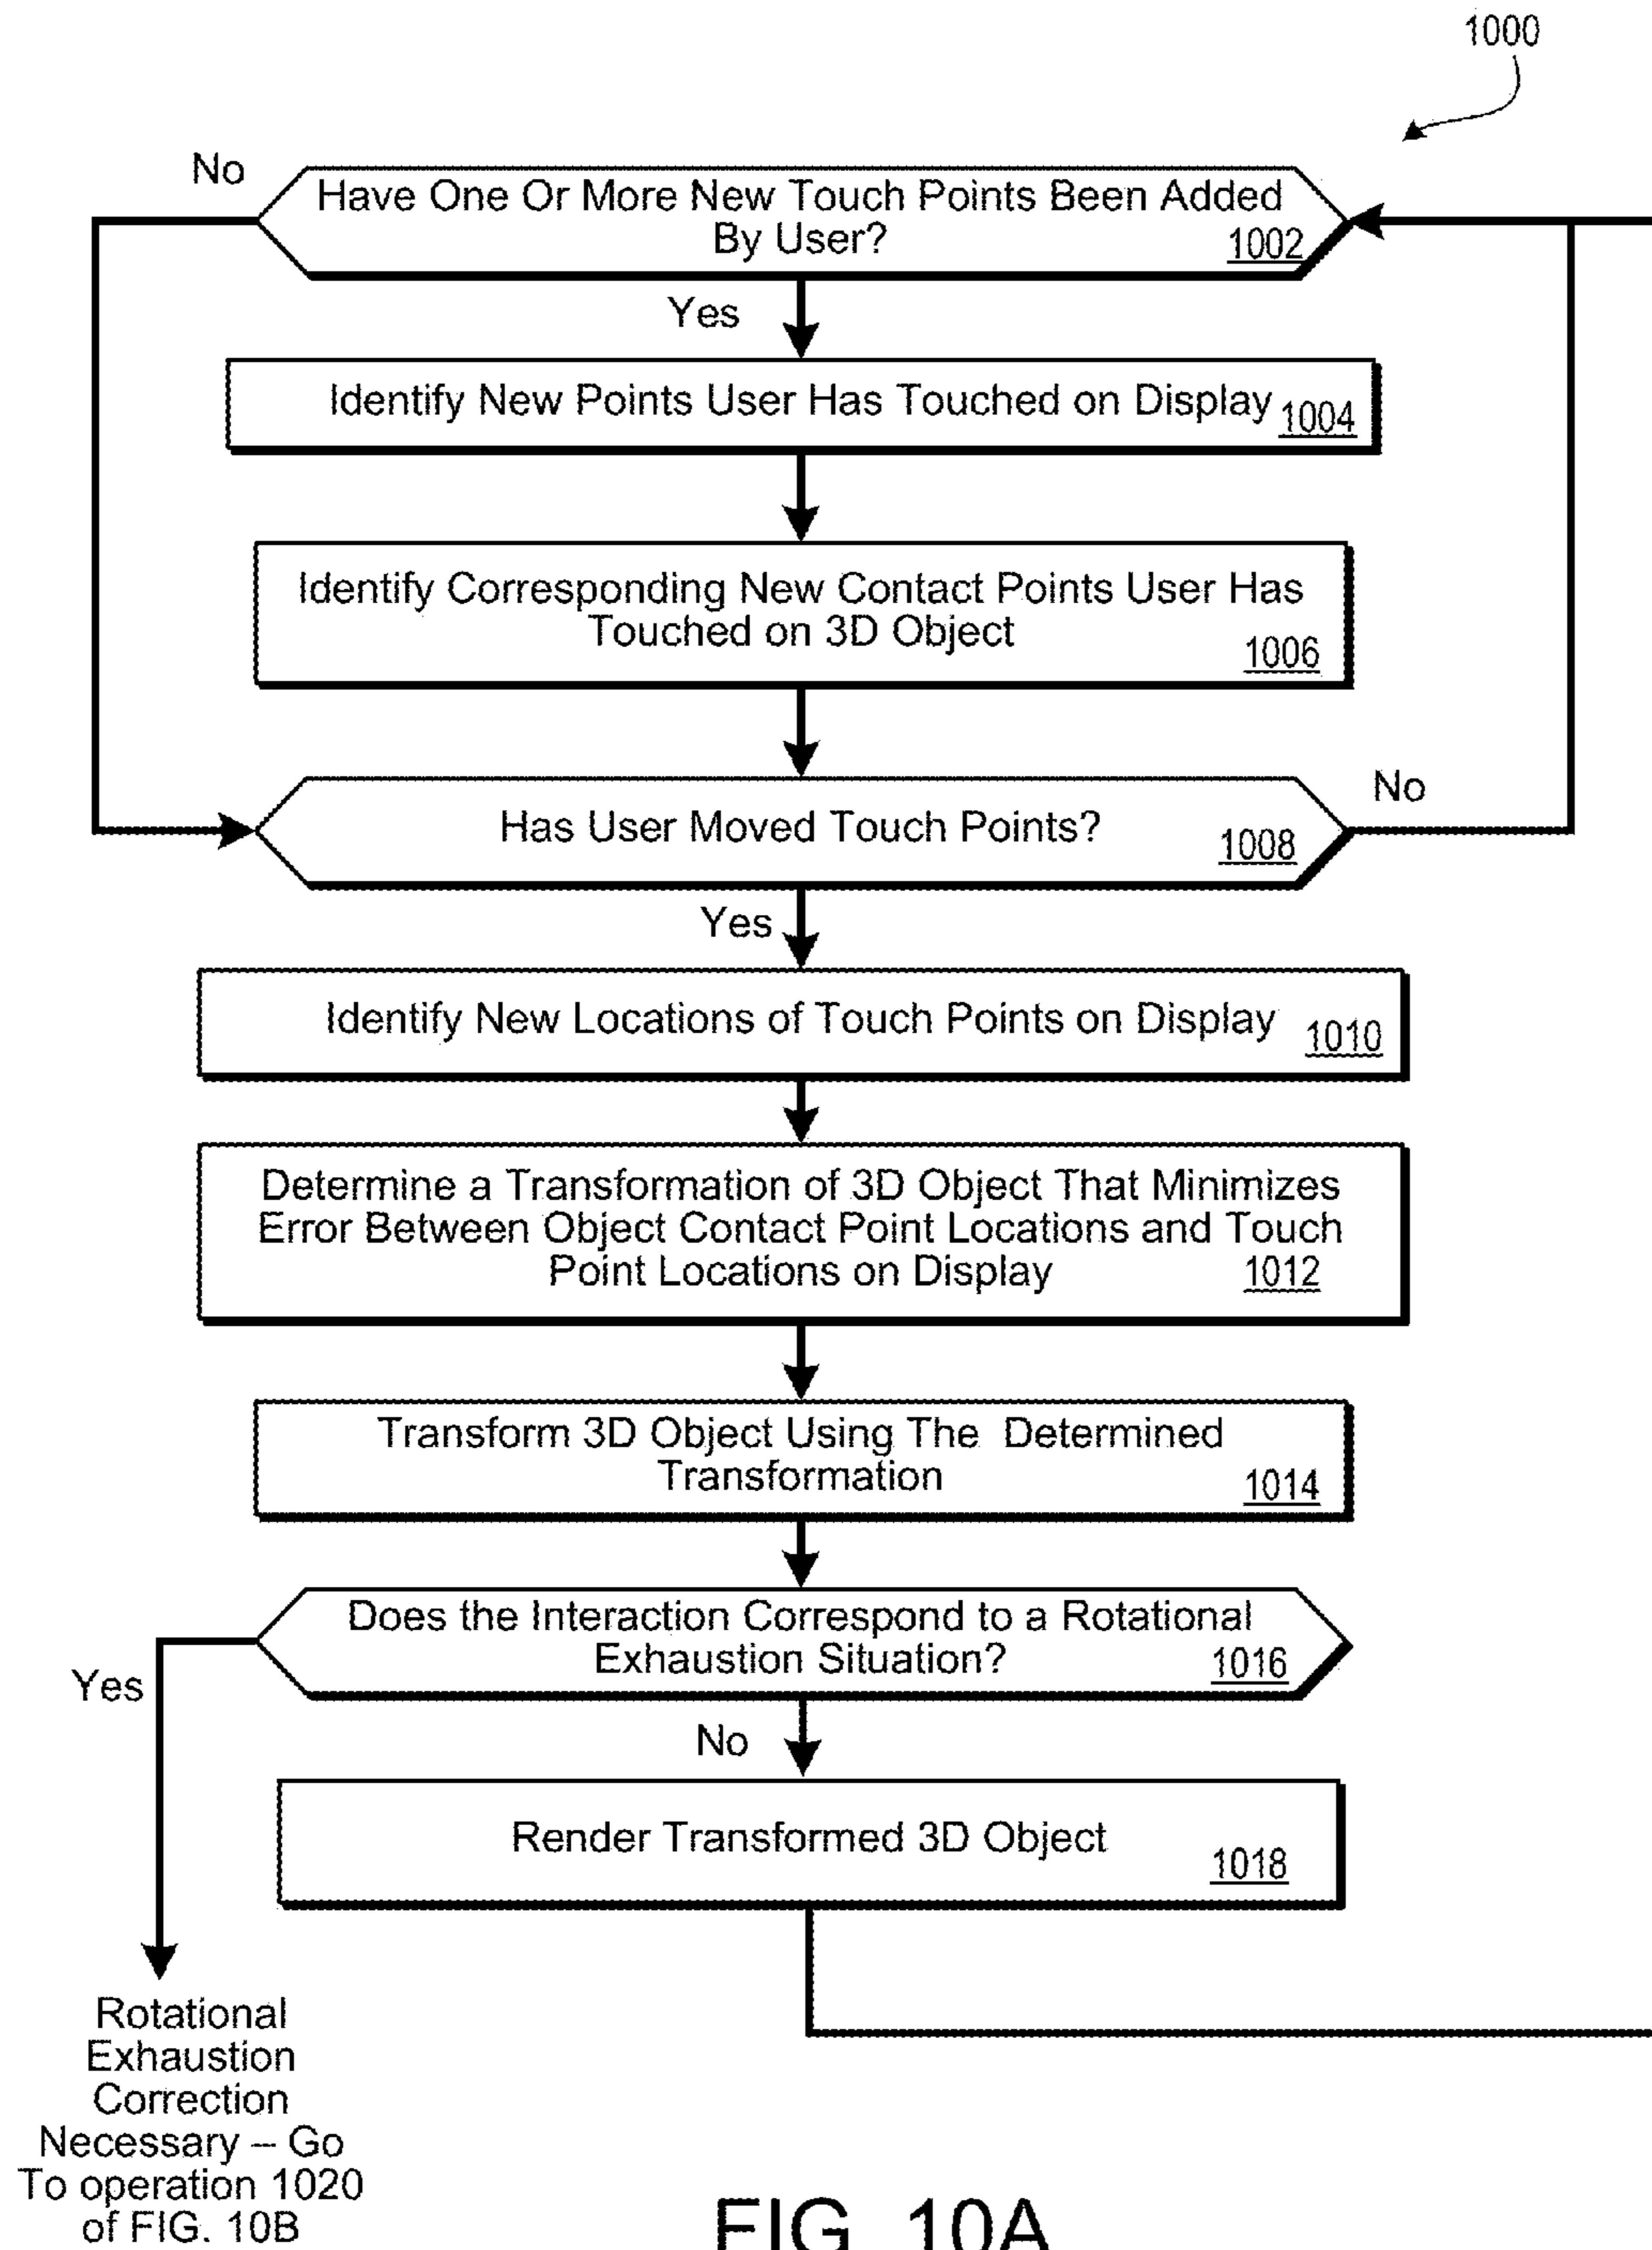 1000
No
Have One Or More New Touch Points Been Added
By User?
1002
Yes
Identify New Points User Has Touched on Display
1004
Identify Corresponding New Contact Points User Has
Touched on 3D Object
1006
Has User Moved Touch Points?
1008
No
Yes
Identify New Locations of Touch Points on Display
1010
Determine a Transformation of 3D Object That Minimizes
Error Between Object Contact Point Locations and Touch
Point Locations on Display
1012
Transform 3D Object Using The Determined
Transformation
1014
Does the Interaction Correspond to a Rotational
Exhaustion Situation?
1016
Yes
No
Render Transformed 3D Object
1018
Rotational
Exhaustion
Correction
Necessary – Go
To operation 1020
of FIG. 10B
FIG. 10A